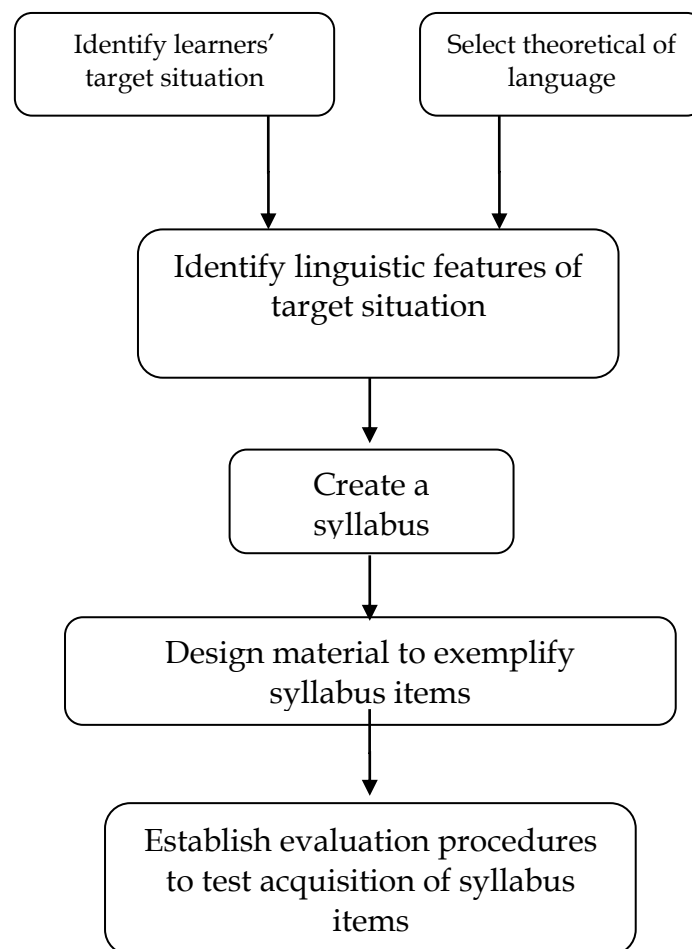 Identify learners’
target situation
Select theoretical of
language
Identify linguistic features of
target situation
Create a
syllabus
Design material to exemplify
syllabus items
Establish evaluation procedures
to test acquisition of syllabus
items